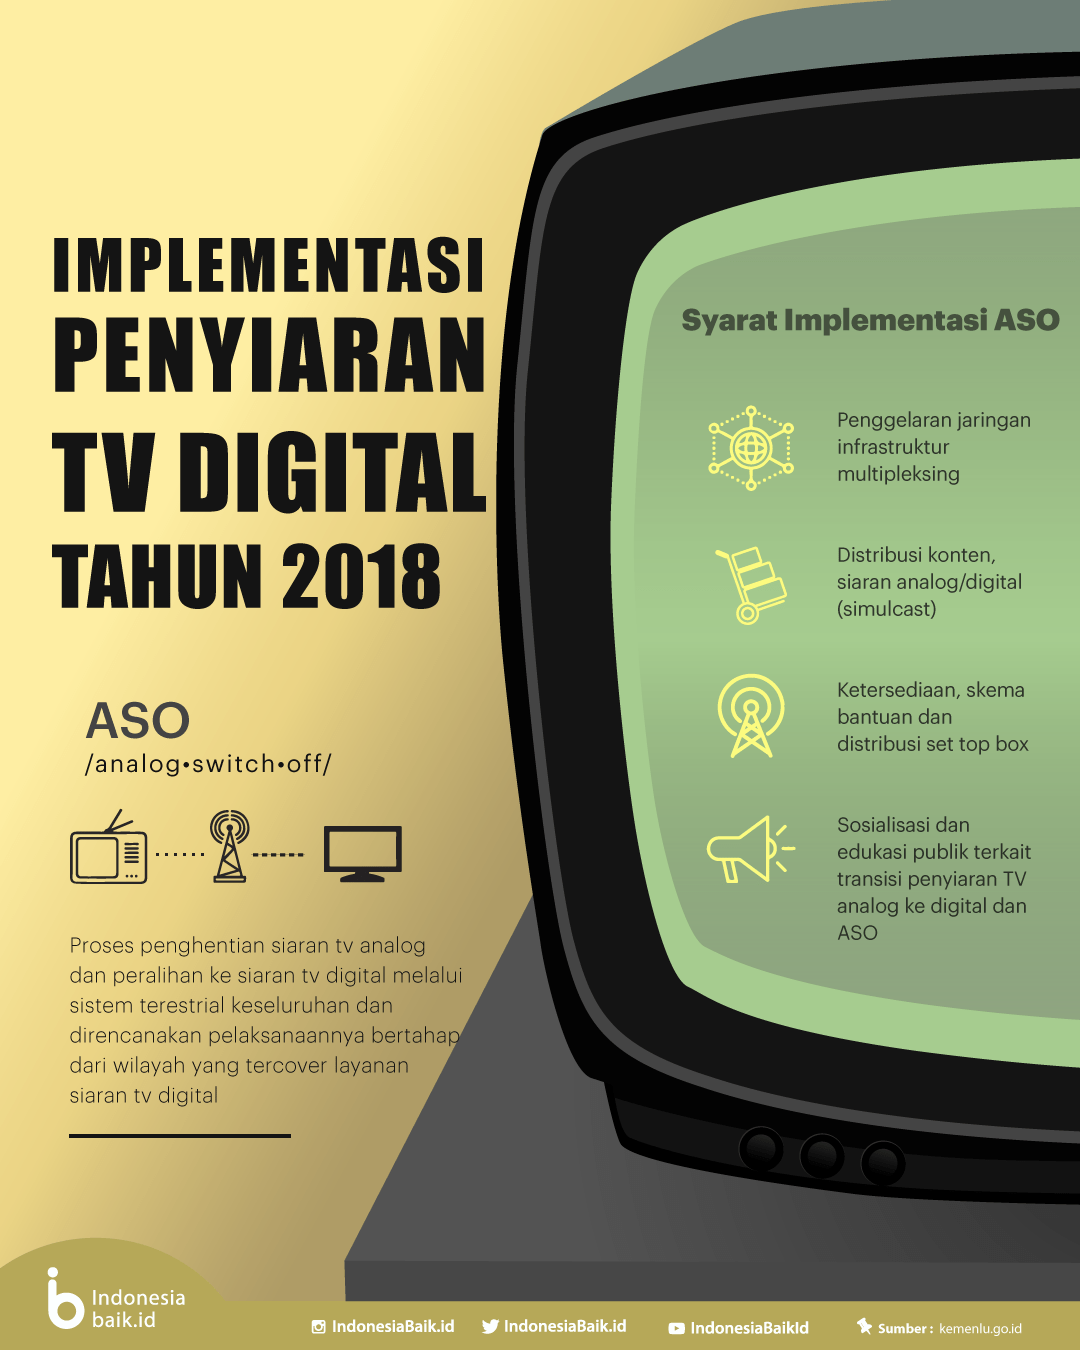 IMPLEMENTASI
PENYIARAN
TV DIGITAL
TAHUN 2018
ASO
/analog•switch•off/
Proses penghentian siaran tv analog
dan peralihan ke siaran tv digital melalui
sistem terestrial keseluruhan dan
direncanakan pelaksanaannya bertahap
dari wilayah yang tercover layanan
siaran tv digital
Syarat Implementasi ASO
Penggelaran jaringan
infrastruktur
multipleksing
Distribusi konten,
siaran analog/digital
(simulcast)
Ketersediaan, skema
bantuan dan
distribusi set top box
Sosialisasi dan
edukasi publik terkait
transisi penyiaran TV
analog ke digital dan
ASO
Indonesia
baik.id
IndonesiaBaik.id
IndonesiaBaik.id
IndonesiaBaikId
Sumber : kemenlu.go.id